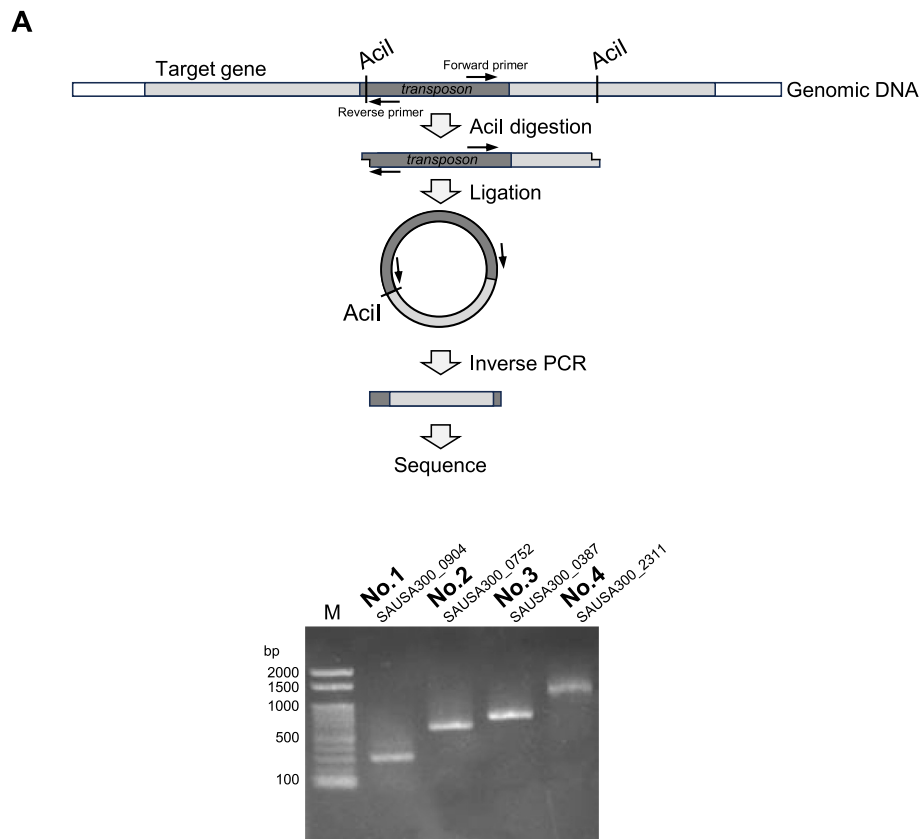 A
AciI
AciI
Target gene
Forward primer
transposon
Genomic DNA
Reverse primer
AciI digestion
transposon
Ligation
AciI
Inverse PCR
Sequence
No.1
SAUSA300_0904
No.2
SAUSA300_0752
No.3
SAUSA300_0387
No.4
SAUSA300_2311
M
bp
2000
1500
1000
500
100